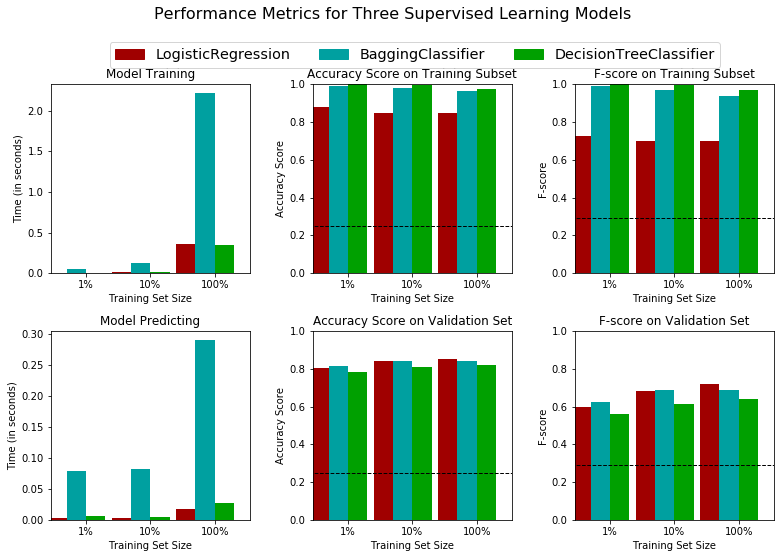 Performance Metrics for Three Supervised Learning Models
LogisticRegression BaggingClassifier DecisionTreeClassifier
Model Training
Time (in seconds)
2.0
1.5
1.0
0.5
0.0
1% 10% 100%
Training Set Size
Accuracy Score on Training Subset
Accuracy Score
1.0
0.8
0.6
0.4
0.2
0.0
1% 10% 100%
Training Set Size
F-score on Training Subset
F-score
1.0
0.8
0.6
0.4
0.2
0.0
1% 10% 100%
Training Set Size
Model Predicting
Time (in seconds)
0.30
0.25
0.20
0.15
0.10
0.05
0.00
1% 10% 100%
Training Set Size
Accuracy Score on Validation Set
Accuracy Score
1.0
0.8
0.6
0.4
0.2
0.0
1% 10% 100%
Training Set Size
F-score on Validation Set
F-score
1.0
0.8
0.6
0.4
0.2
0.0
1% 10% 100%
Training Set Size